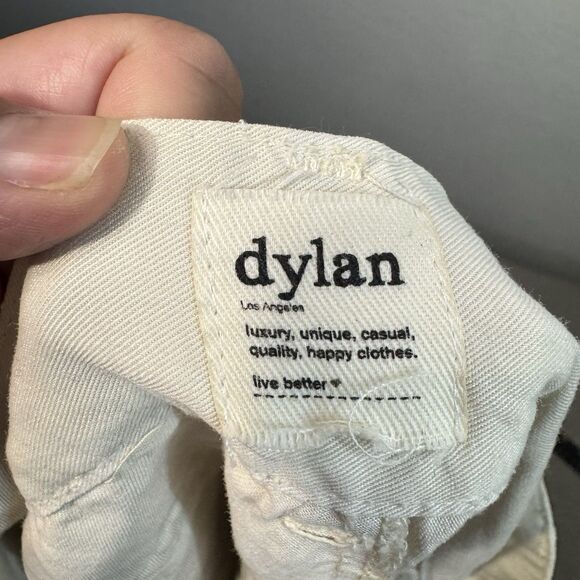 dylan
Los Angeles
luxury, unique, casual,
quality, happy clothes.
live better